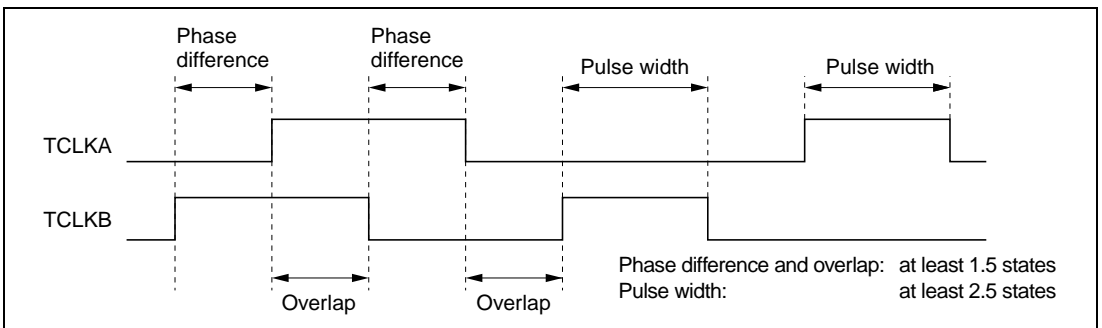 Phase
difference
Phase
difference
Pulse width
Pulse width
TCLKA
TCLKB
Overlap
Overlap
Phase difference and overlap: at least 1.5 states
Pulse width: at least 2.5 states